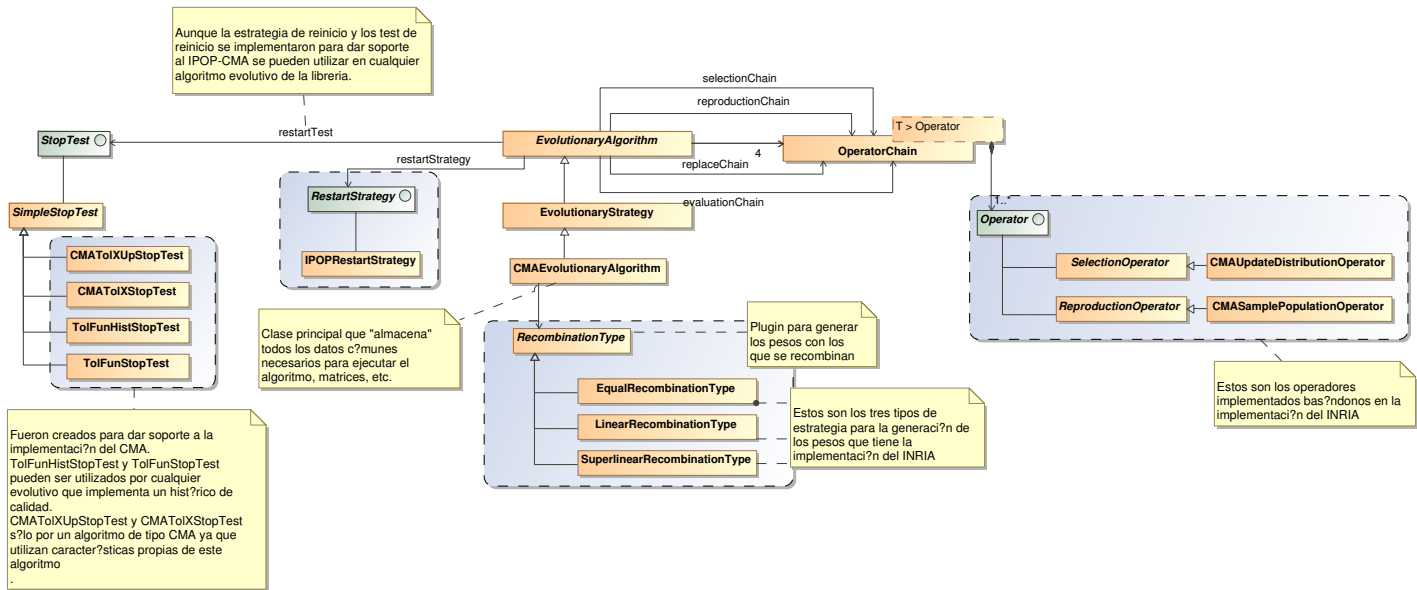 Aunque la estrategia de reinicio y los test de
reinicio se implementaron para dar soporte
al IPOP-CMA se pueden utilizar en cualquier
algoritmo evolutivo de la libreria.
selectionChain
reproductionChain
T > Operator
StopTest
restartTest
EvolutionaryAlgorithm
4
OperatorChain
restartStrategy
replaceChain
evaluationChain
RestartStrategy
IPOPRestartStrategy
SimpleStopTest
EvolutionaryStrategy
1..*
Operator
CMATolXUpStopTest
CMATolXStopTest
TolFunHistStopTest
TolFunStopTest
CMAEvolutionaryAlgorithm
SelectionOperator
CMAUpdateDistributionOperator
ReproductionOperator
CMASamplePopulationOperator
Clase principal que "almacena"
todos los datos c?munes
necesarios para ejecutar el
algoritmo, matrices, etc.
RecombinationType
Plugin para generar
los pesos con los
que se recombinan
EqualRecombinationType
LinearRecombinationType
SuperlinearRecombinationType
Estos son los tres tipos de
estrategia para la generaci?n de
los pesos que tiene la
implementaci?n del INRIA
Estos son los operadores
implementados bas?ndonos en la
implementaci?n del INRIA
Fueron creados para dar soporte a la
implementaci?n del CMA.
TolFunHistStopTest y TolFunStopTest
pueden ser utilizados por cualquier
evolutivo que implementa un hist?rico de
calidad.
CMATolXUpStopTest y CMATolXStopTest
s?lo por un algoritmo de tipo CMA ya que
utilizan caracter?sticas propias de este
algoritmo
.